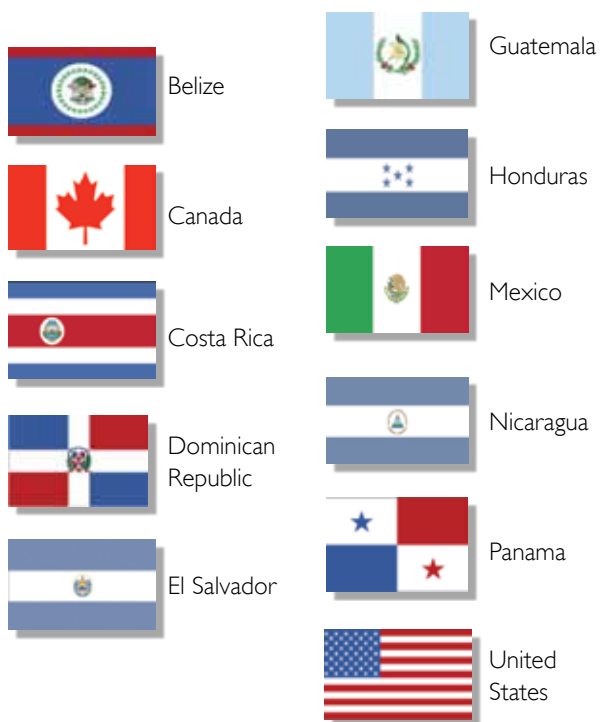 Belize
Canada
Costa Rica
Dominican
Republic
El Salvador
Guatemala
Honduras
Mexico
Nicaragua
Panama
United
States